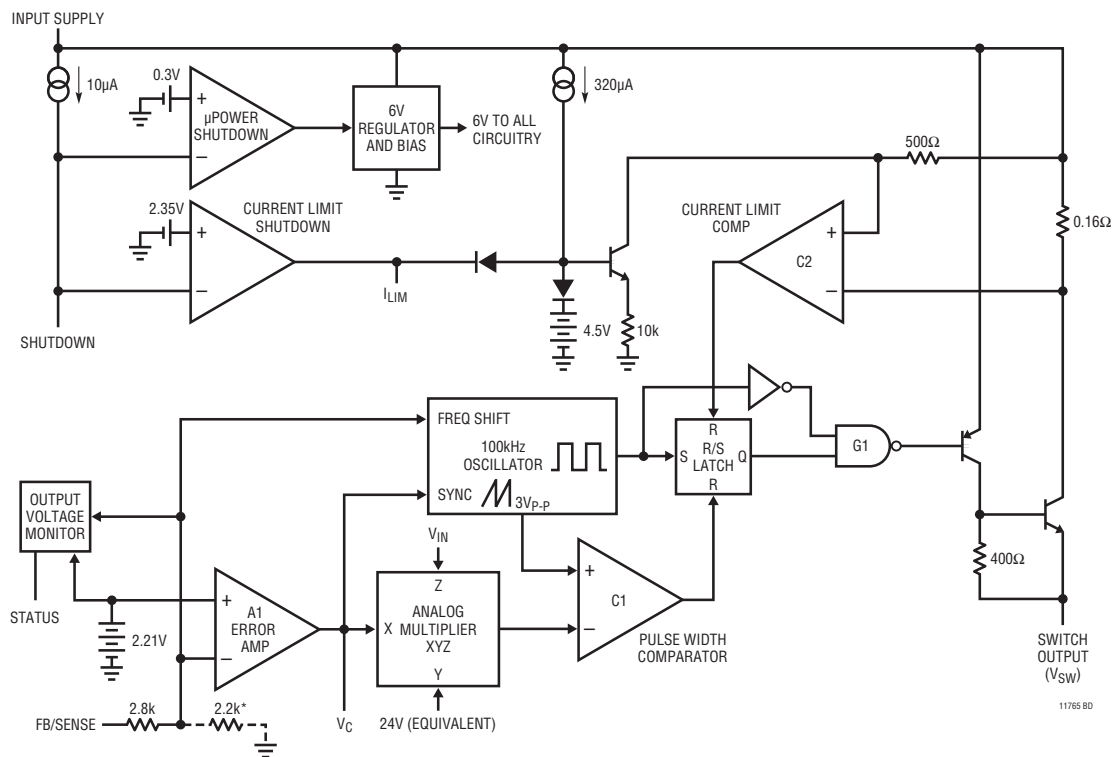 INPUT SUPPLY
10µA
0.3V
+
µPOWER
SHUTDOWN
–
6V
REGULATOR
AND BIAS
6V TO ALL
CIRCUITRY
320µA
500Ω
0.16Ω
2.35V
+
–
CURRENT LIMIT
SHUTDOWN
I_LIM
SHUTDOWN
4.5V
10k
CURRENT LIMIT
COMP
+
C2
–
FREQ SHIFT
100kHz
OSCILLATOR
SYNC
3V_P-P
R
R/S
S LATCH Q
R
G1
OUTPUT
VOLTAGE
MONITOR
STATUS
2.21V
+
A1
ERROR
AMP
–
V_IN
Z
ANALOG
X MULTIPLIER
XYZ
Y
24V (EQUIVALENT)
+
C1
–
PULSE WIDTH
COMPARATOR
400Ω
SWITCH
OUTPUT
(V_SW)
FB/SENSE
2.8k
2.2k*
V_C
11765 BD